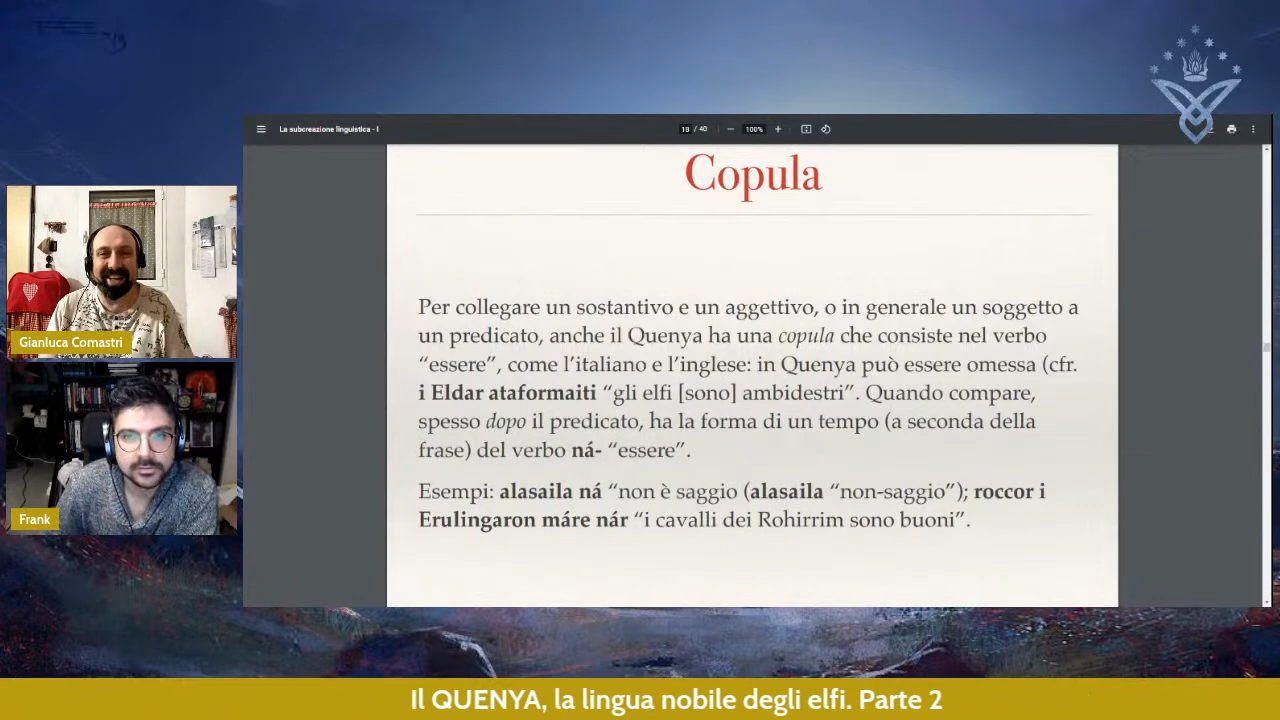 La subcreazione linguistica - I
18 / 40
100%
Copula
Per collegare un sostantivo e un aggettivo, o in generale un soggetto a
un predicato, anche il Quenya ha una copula che consiste nel verbo
“essere”, come l’italiano e l’inglese: in Quenya può essere omessa (cfr.
i Eldar ataformaiti “gli elfi [sono] ambidestri”. Quando compare,
spesso dopo il predicato, ha la forma di un tempo (a seconda della
frase) del verbo ná- “essere”.
Esempi: alasaila ná “non è saggio (alasaila “non-saggio”); roccor i
Erulingaron máre nár “i cavalli dei Rohirrim sono buoni”.
Gianluca Comastri
Frank
Il QUENYA, la lingua nobile degli elfi. Parte 2